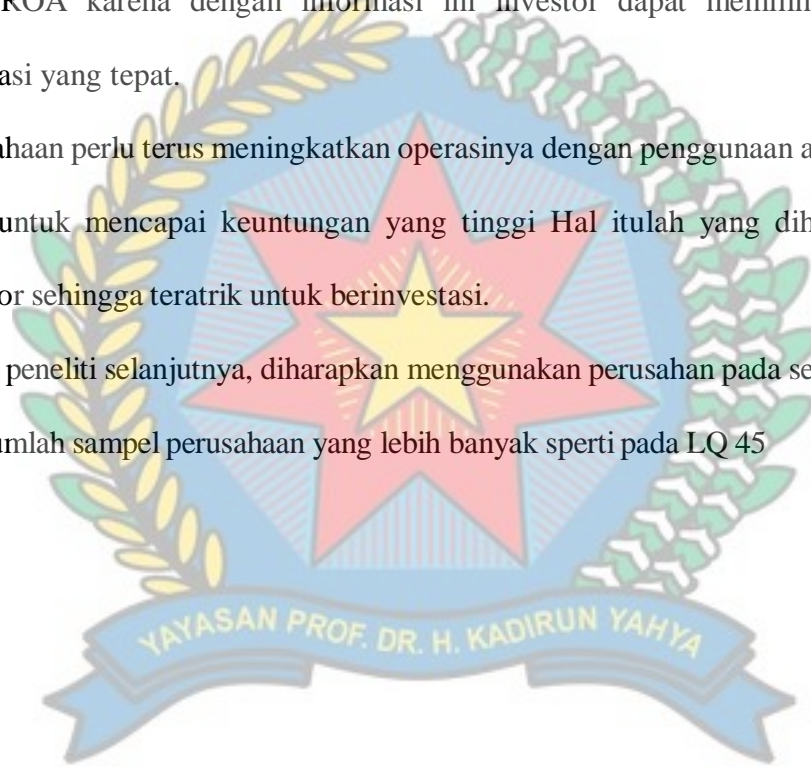 ROA karena dengan informasi ini investor dapat memini
asi yang tepat.
ahaan perlu terus meningkatkan operasinya dengan penggunaan a
untuk mencapai keuntungan yang tinggi Hal itulah yang dih
or sehingga teratrik untuk berinvestasi.
peneliti selanjutnya, diharapkan menggunakan perusahan pada se
umlah sampel perusahaan yang lebih banyak sperti pada LQ 45
YAYASAN PROF. DR. H. KADIRUN YAHYA